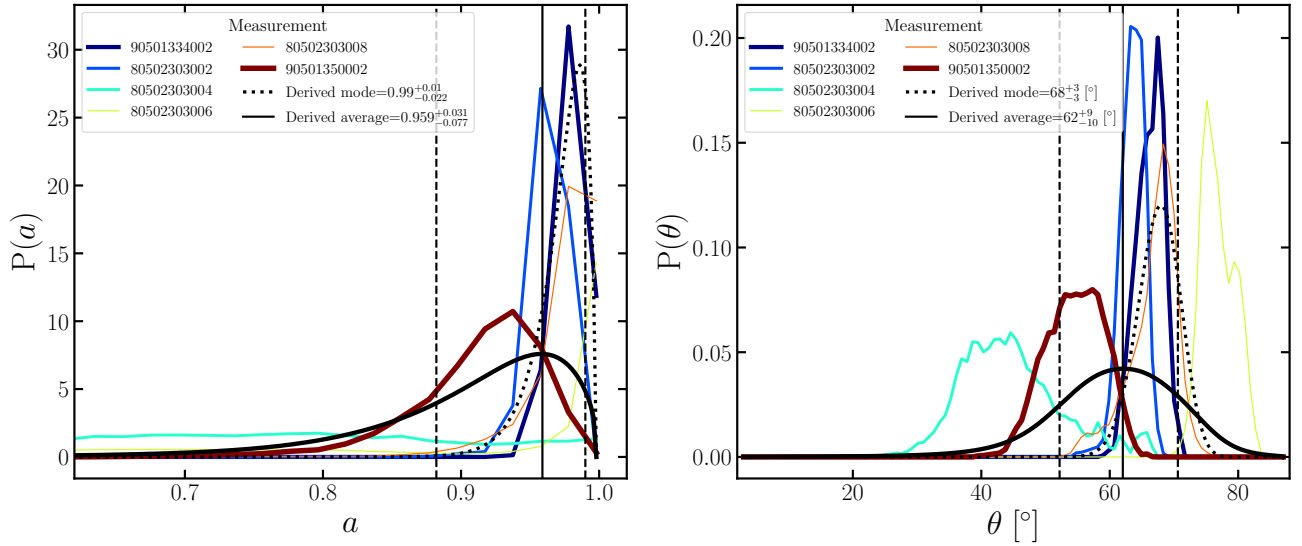 Measurement
90501334002
80502303002
80502303004
80502303006
80502303008
90501350002
Derived mode=0.99^{+0.01}_{-0.022}
Derived average=0.959^{+0.031}_{-0.077}
P(a)
30
25
20
15
10
5
0
0.7 0.8 0.9 1.0
a
Measurement
90501334002
80502303002
80502303004
80502303006
80502303008
90501350002
Derived mode=68^{+3}_{-3} [°]
Derived average=62^{+9}_{-10} [°]
P(θ)
0.20
0.15
0.10
0.05
0.00
20 40 60 80
θ [°]